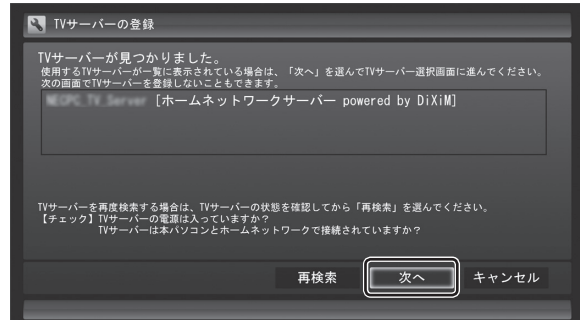 TVサーバーの登録
TVサーバーが見つかりました。
使用するTVサーバーが一覧に表示されている場合は、「次へ」を選んでTVサーバー選択画面に進んでください。
次の画面でTVサーバーを登録しないこともできます。
[ホームネットワークサーバー powered by DiXiM]
TVサーバーを再度検索する場合は、TVサーバーの状態を確認してから「再検索」を選んでください。
【チェック】TVサーバーの電源は入っていますか？
TVサーバーは本パソコンとホームネットワークで接続されていますか？
再検索 次へ キャンセル